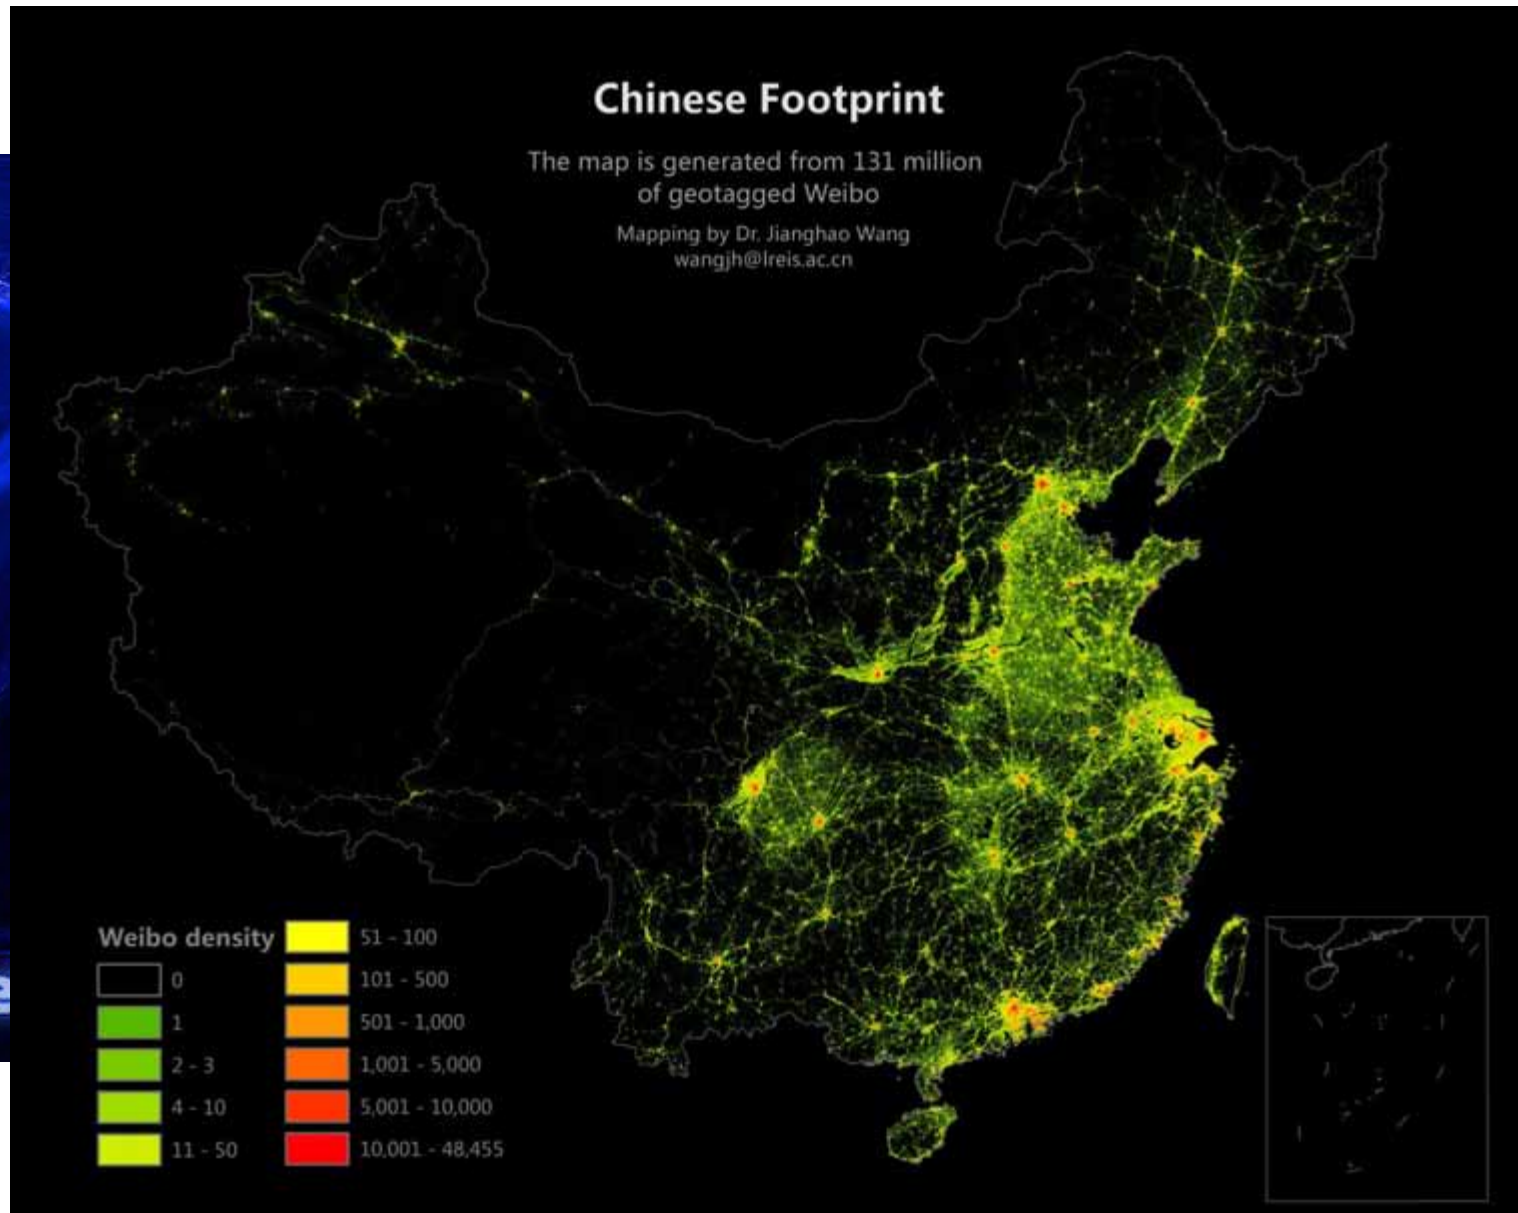 Chinese Footprint
The map is generated from 131 million
of geotagged Weibo
Mapping by Dr. Jianghao Wang
wangjh@lreis.ac.cn
Weibo density
0
1
2 - 3
4 - 10
11 - 50
51 - 100
101 - 500
501 - 1,000
1,001 - 5,000
5,001 - 10,000
10,001 - 48,455